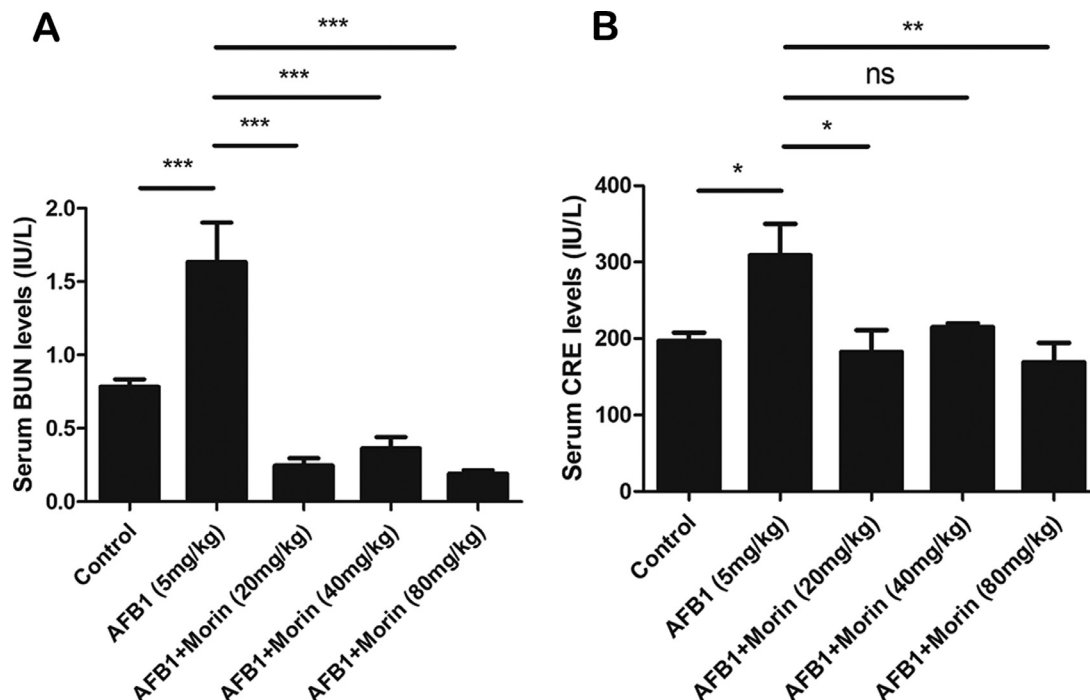 A
***
***
***
***
Serum BUN levels (IU/L)
2.0
1.5
1.0
0.5
0.0
Control
AFB1 (5mg/kg)
AFB1+Morin (20mg/kg)
AFB1+Morin (40mg/kg)
AFB1+Morin (80mg/kg)
B
**
ns
*
*
Serum CRE levels (IU/L)
400
300
200
100
0
Control
AFB1 (5mg/kg)
AFB1+Morin (20mg/kg)
AFB1+Morin (40mg/kg)
AFB1+Morin (80mg/kg)